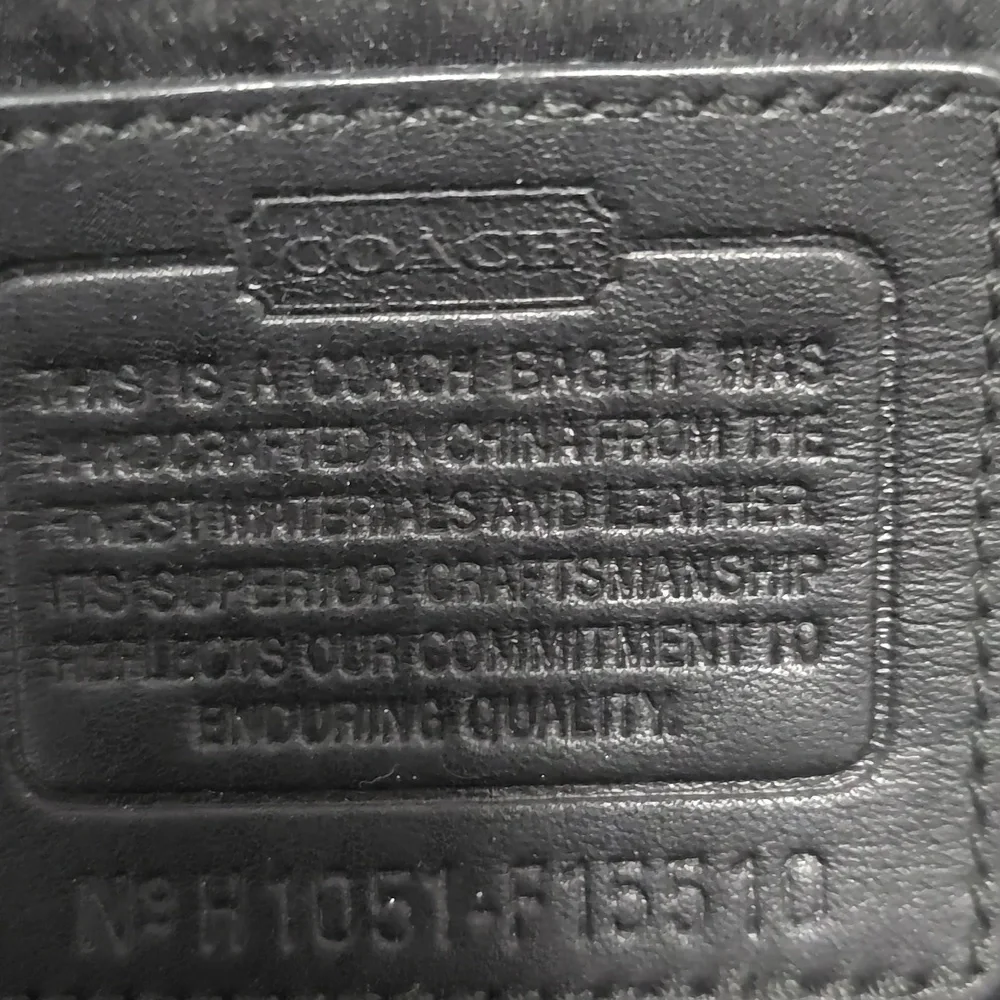 COACH
THIS IS A COACH BAG. IT WAS
HANDCRAFTED IN CHINA FROM THE
FINEST MATERIALS AND LEATHER.
ITS SUPERIOR CRAFTSMANSHIP
REFLECTS OUR COMMITMENT TO
ENDURING QUALITY.
Nº H1051-F15510